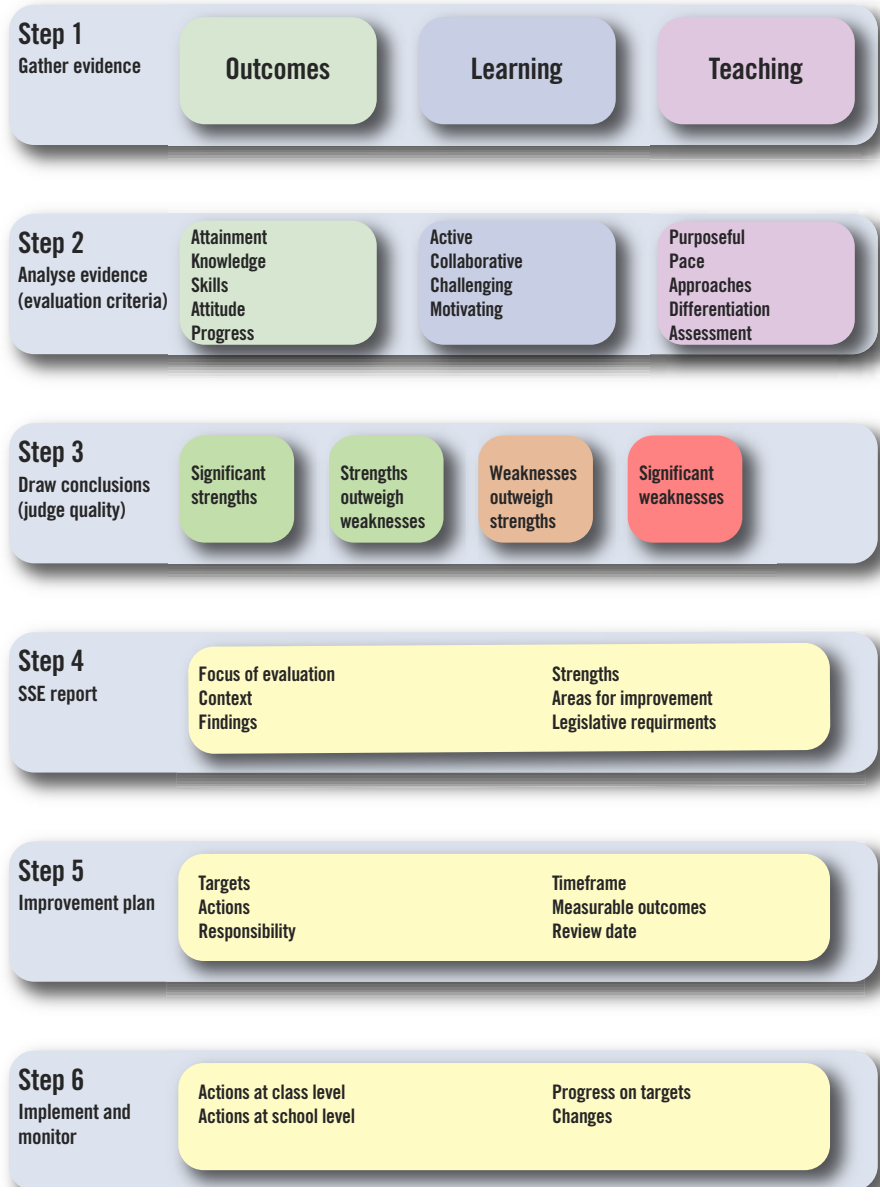 Step 1
Gather evidence
Outcomes
Learning
Teaching
Step 2
Analyse evidence
(evaluation criteria)
Attainment
Knowledge
Skills
Attitude
Progress
Active
Collaborative
Challenging
Motivating
Purposeful
Pace
Approaches
Differentiation
Assessment
Step 3
Draw conclusions
(judge quality)
Significant
strengths
Strengths
outweigh
weaknesses
Weaknesses
outweigh
strengths
Significant
weaknesses
Step 4
SSE report
Focus of evaluation
Context
Findings
Strengths
Areas for improvement
Legislative requirments
Step 5
Improvement plan
Targets
Actions
Responsibility
Timeframe
Measurable outcomes
Review date
Step 6
Implement and
monitor
Actions at class level
Actions at school level
Progress on targets
Changes